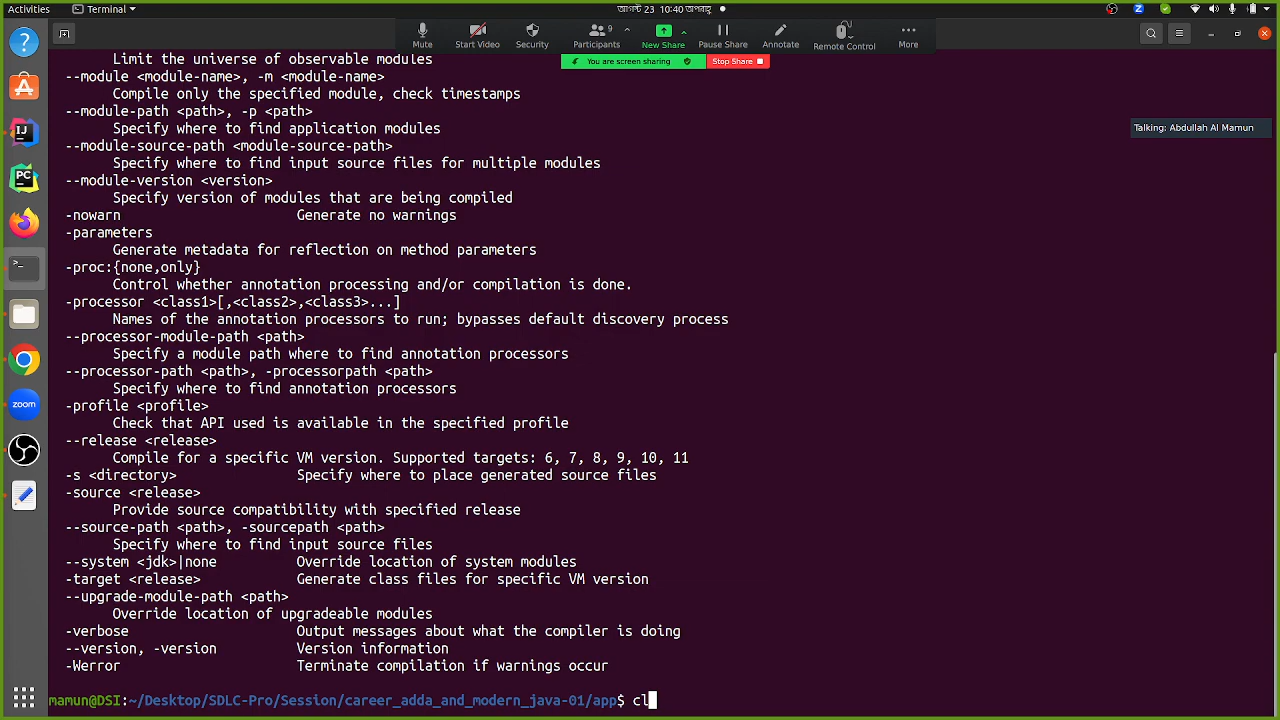 Activities
Terminal
আগস্ট 23 10:40 অপরাহ্ণ
Mute
Start Video
Security
9
Participants
New Share
Pause Share
Annotate
Remote Control
More
You are screen sharing
Stop Share
Talking: Abdullah Al Mamun
Limit the universe of observable modules
--module <module-name>, -m <module-name>
Compile only the specified module, check timestamps
--module-path <path>, -p <path>
Specify where to find application modules
--module-source-path <module-source-path>
Specify where to find input source files for multiple modules
--module-version <version>
Specify version of modules that are being compiled
-nowarn Generate no warnings
-parameters
Generate metadata for reflection on method parameters
-proc:{none,only}
Control whether annotation processing and/or compilation is done.
-processor <class1>[,<class2>,<class3>...]
Names of the annotation processors to run; bypasses default discovery process
--processor-module-path <path>
Specify a module path where to find annotation processors
--processor-path <path>, -processorpath <path>
Specify where to find annotation processors
-profile <profile>
Check that API used is available in the specified profile
--release <release>
Compile for a specific VM version. Supported targets: 6, 7, 8, 9, 10, 11
-s <directory> Specify where to place generated source files
-source <release>
Provide source compatibility with specified release
--source-path <path>, -sourcepath <path>
Specify where to find input source files
--system <jdk>|none Override location of system modules
-target <release> Generate class files for specific VM version
--upgrade-module-path <path>
Override location of upgradeable modules
-verbose Output messages about what the compiler is doing
--version, -version Version information
-Werror Terminate compilation if warnings occur
mamun@DSI:~/Desktop/SDLC-Pro/Session/career_adda_and_modern_java-01/app$ cl
IJ
PC
zoom